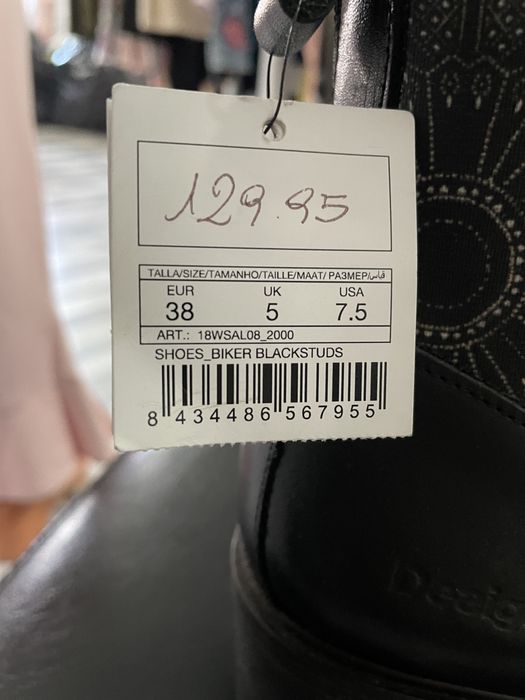 129.95
TALLA/SIZE/TAMANHO/TAILLE/MAAT/ РАЗМЕР/قياس
EUR UK USA
38 5 7.5
ART.: 18WSAL08_2000
SHOES_BIKER BLACKSTUDS
8 434486 567955